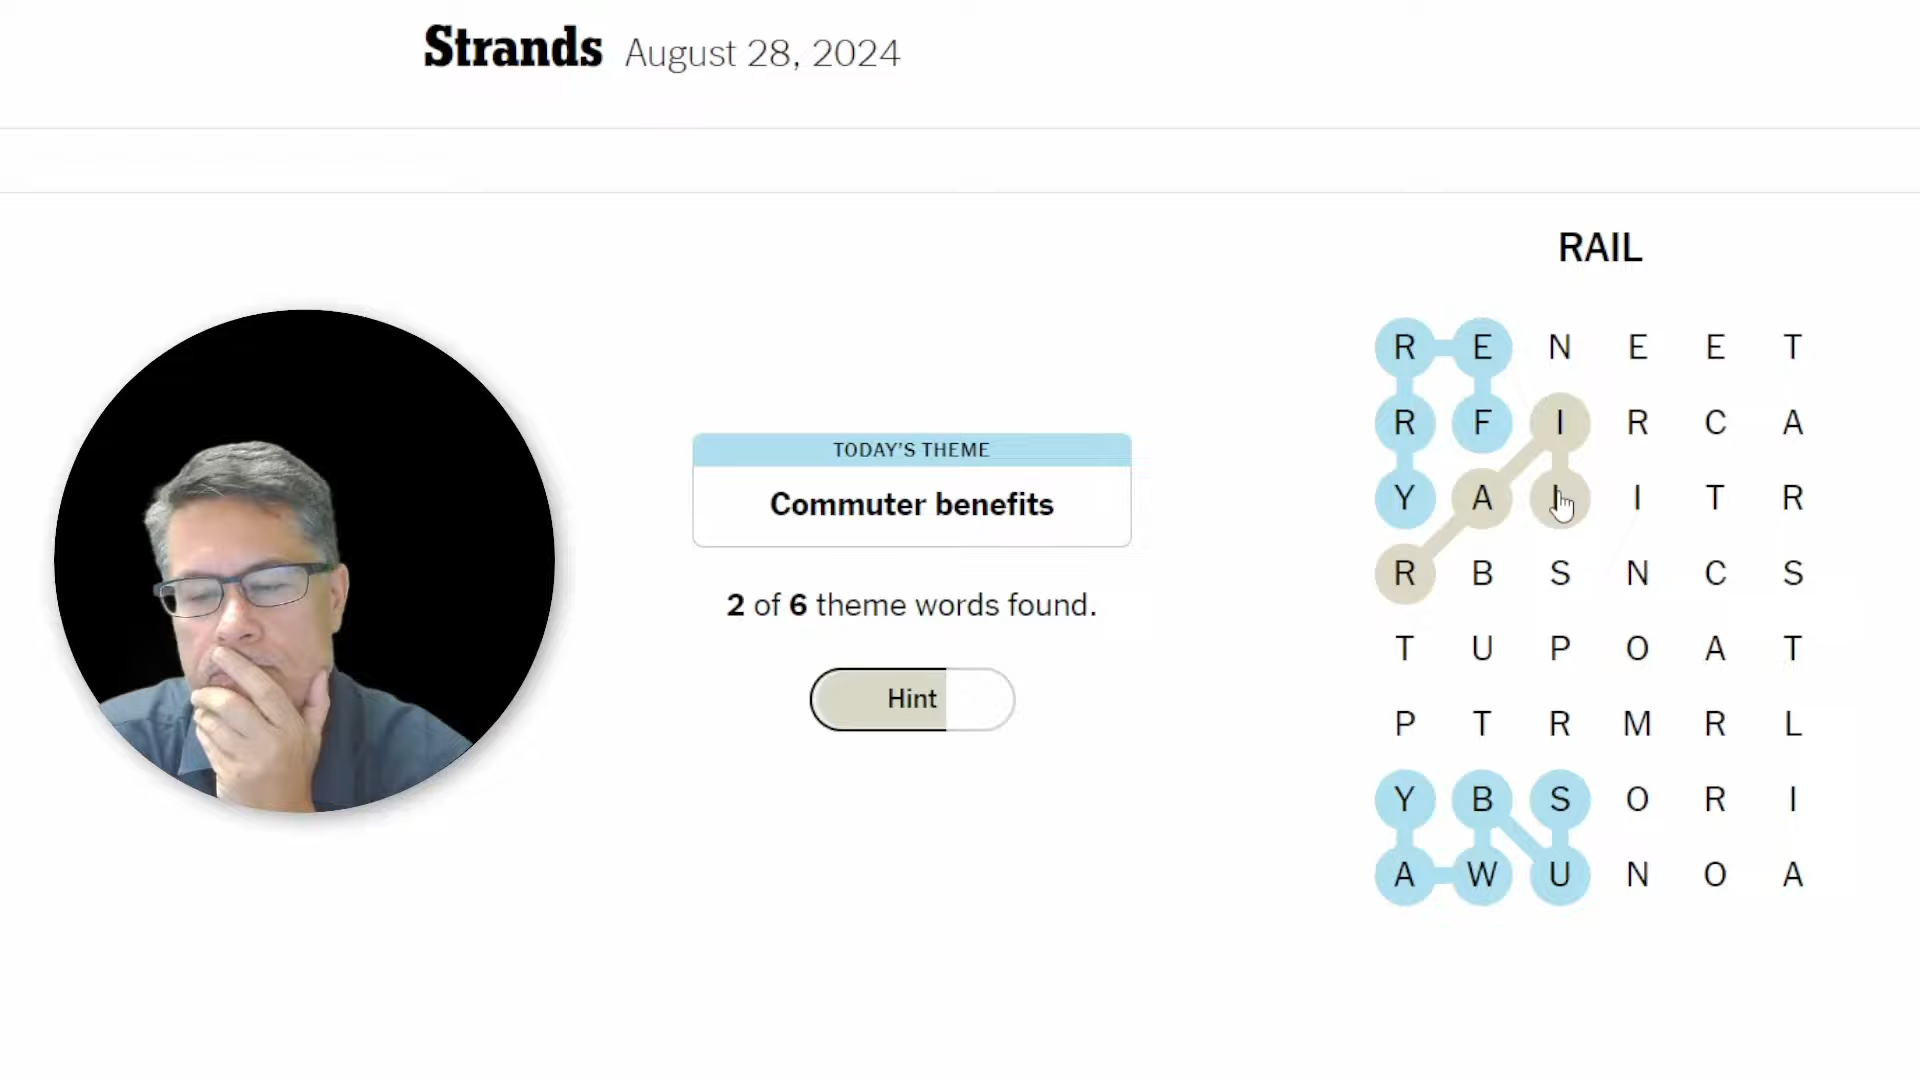 Strands August 28, 2024
RAIL
TODAY'S THEME
Commuter benefits
2 of 6 theme words found.
Hint
R E N E E T
R F I R C A
Y A I T R
R B S N C S
T U P O A T
P T R M R L
Y B S O R I
A W U N O A